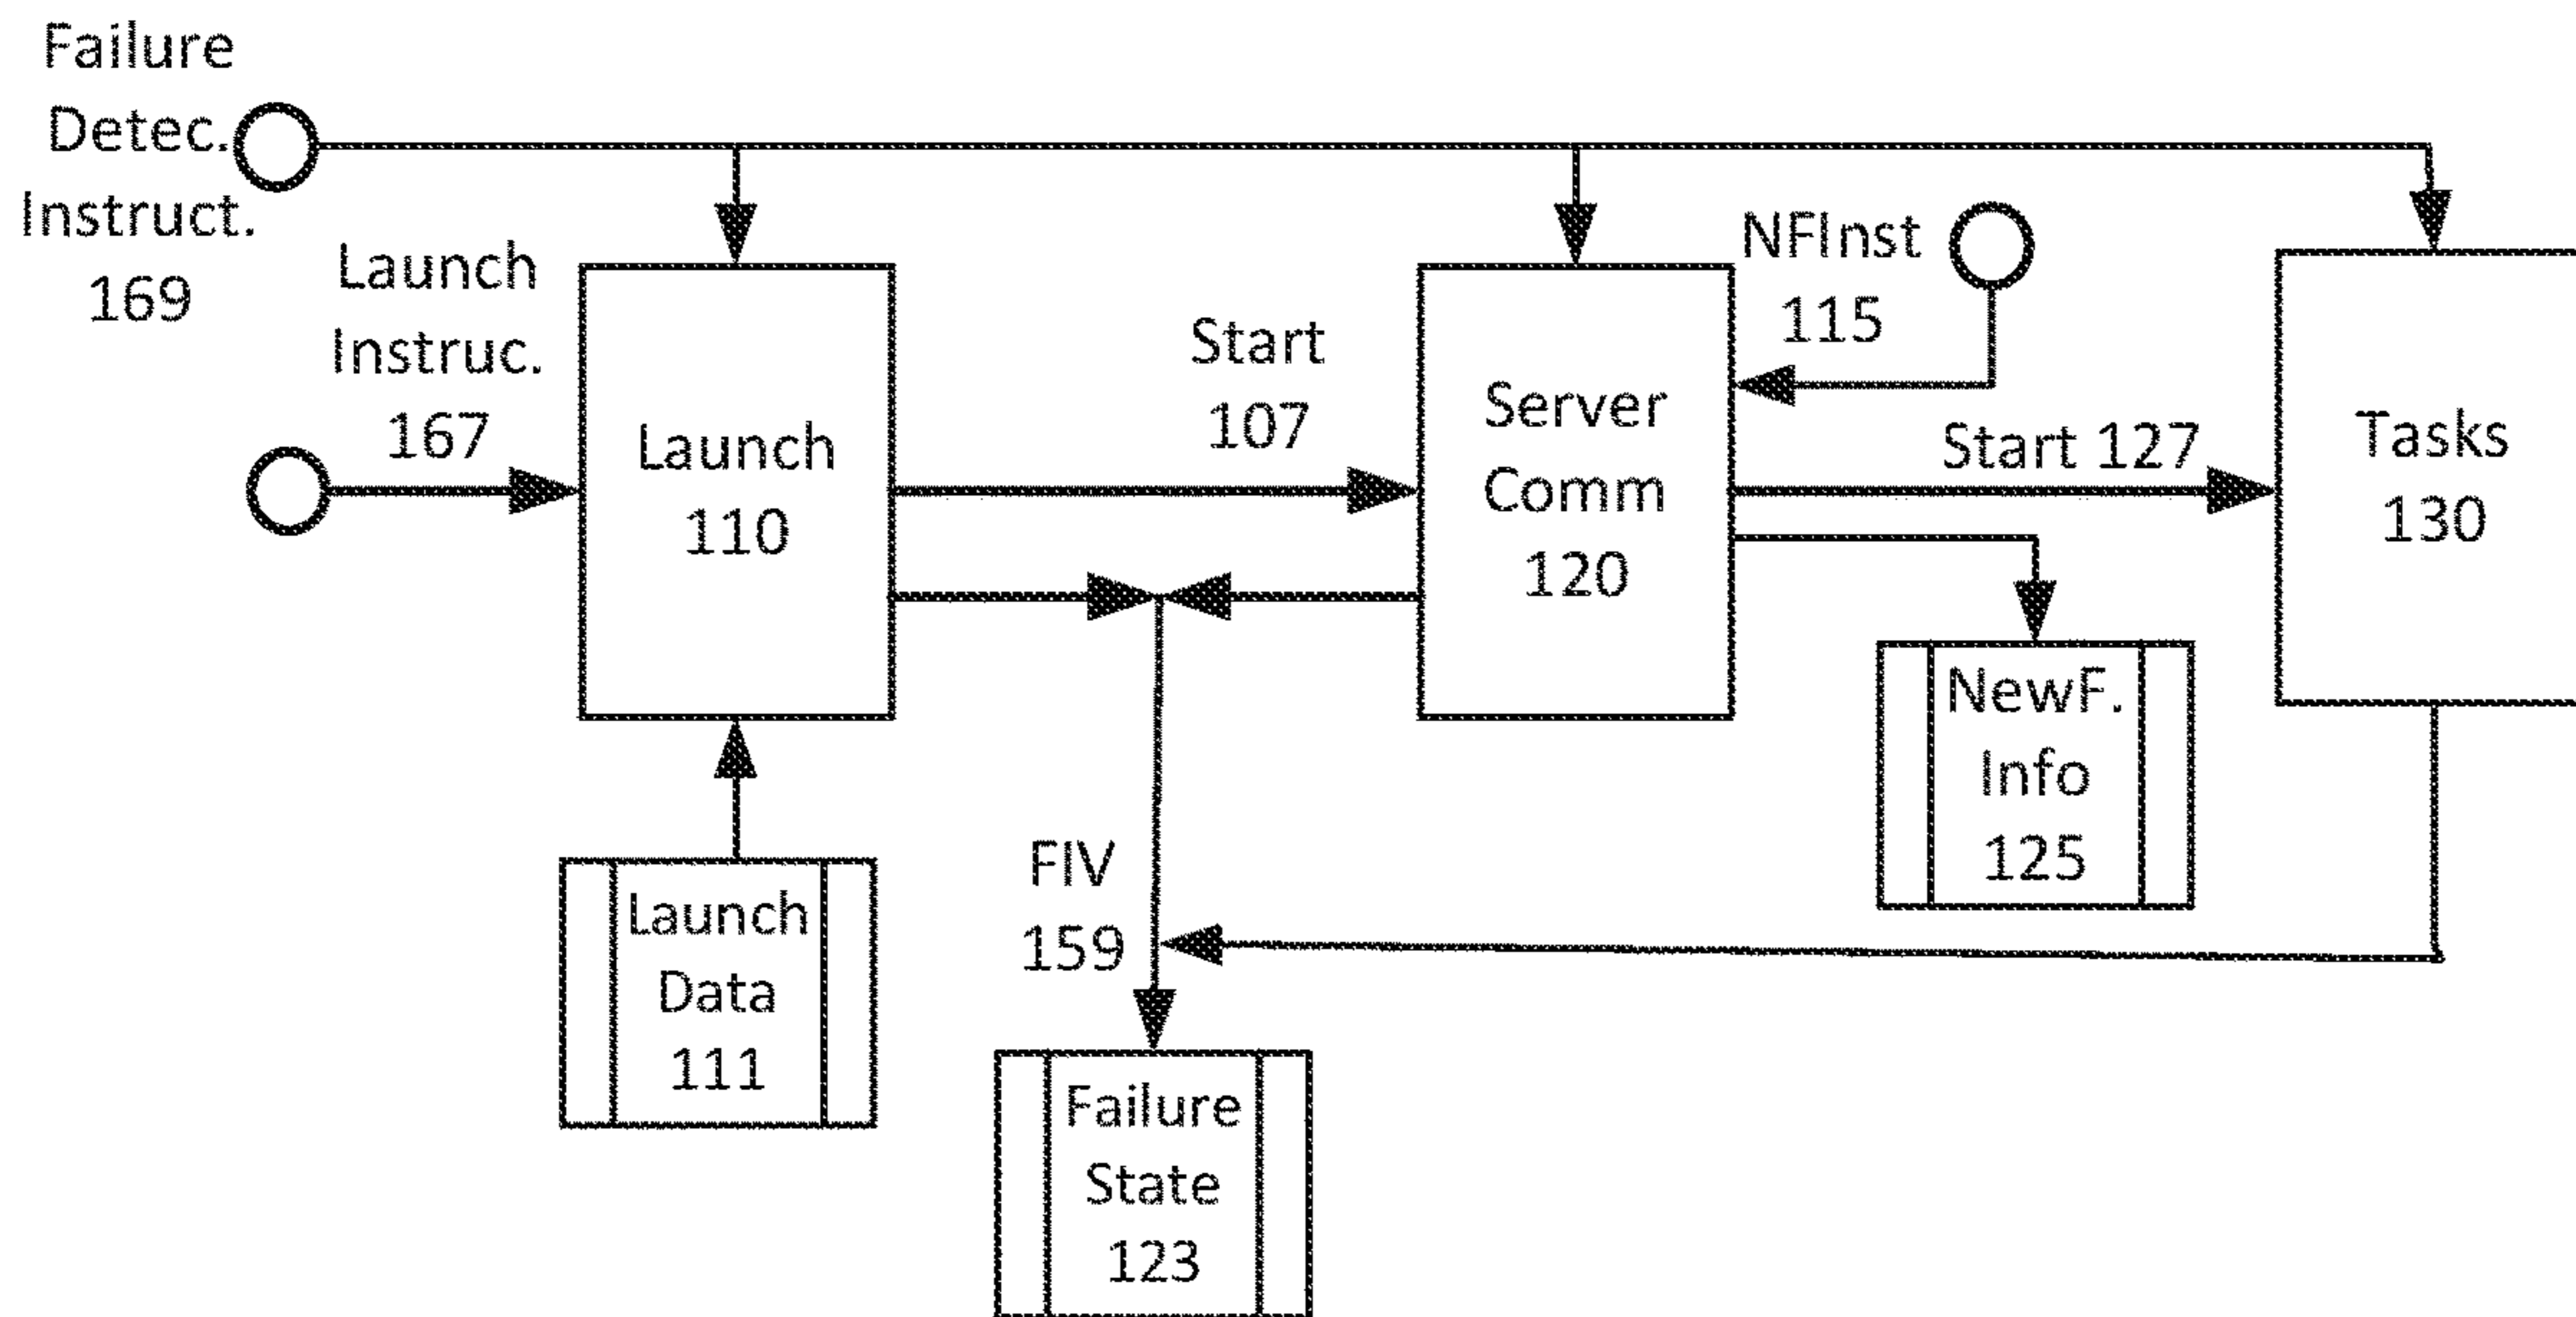 Failure
Detec.
Instruct.
169
Launch
Instruc.
167
Launch
110
Start
107
Server
Comm
120
NFInst
115
Start 127
Tasks
130
NewF.
Info
125
Launch
Data
111
FIV
159
Failure
State
123